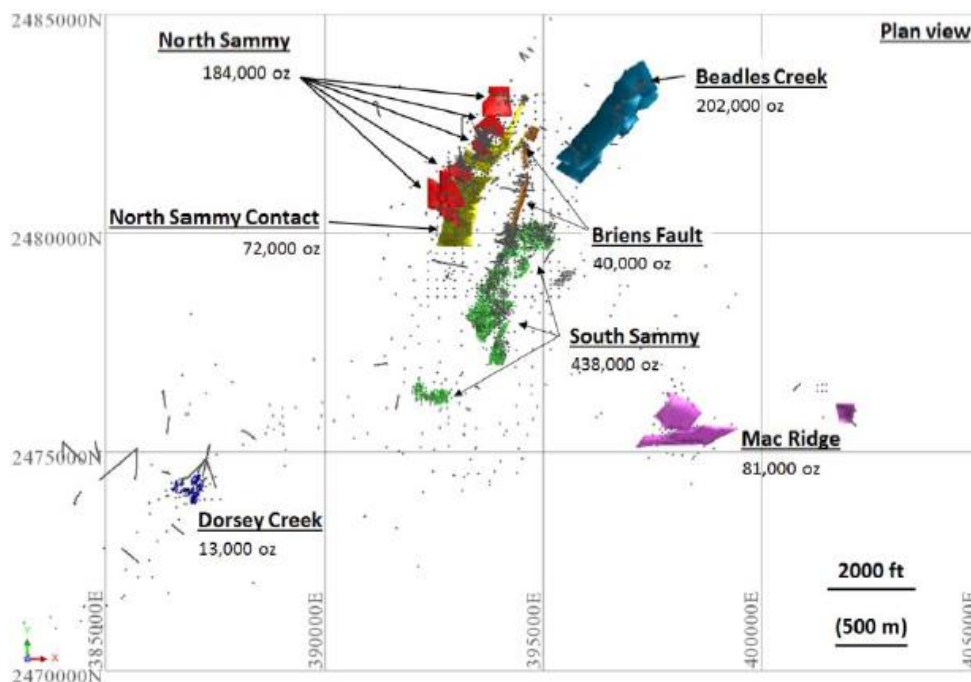 2485000N
North Sammy
184,000 oz
Plan view
Beadles Creek
202,000 oz
North Sammy Contact
72,000 oz
2480000N
Briens Fault
40,000 oz
South Sammy
438,000 oz
2475000N
Mac Ridge
81,000 oz
Dorsey Creek
13,000 oz
2000 ft
(500 m)
385000E
390000E
395000E
400000E
405000E
Y
X
2470000N